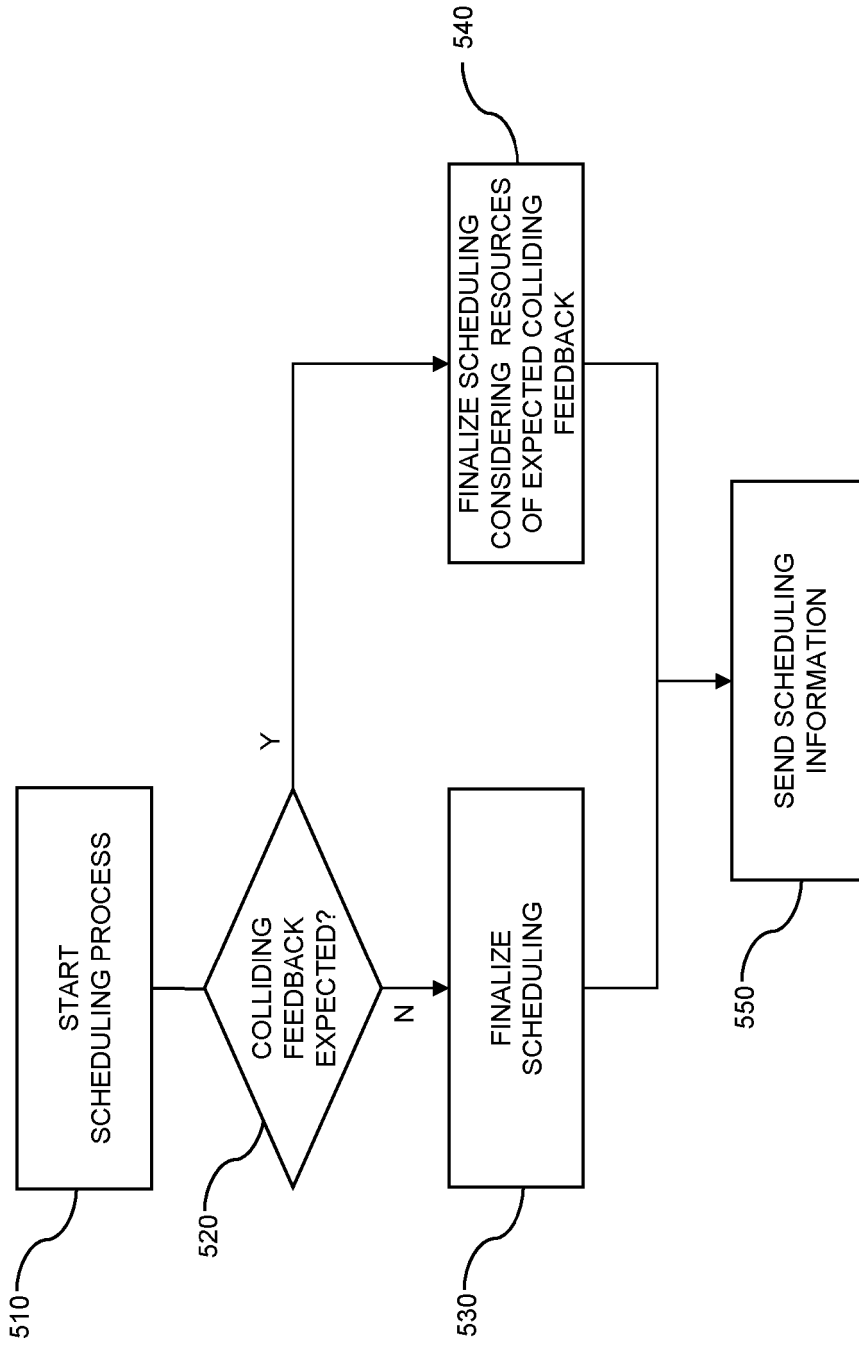 510
START
SCHEDULING PROCESS
520
COLLIDING
FEEDBACK
EXPECTED?
Y
N
530
FINALIZE
SCHEDULING
540
FINALIZE SCHEDULING
CONSIDERING RESOURCES
OF EXPECTED COLLIDING
FEEDBACK
550
SEND SCHEDULING
INFORMATION